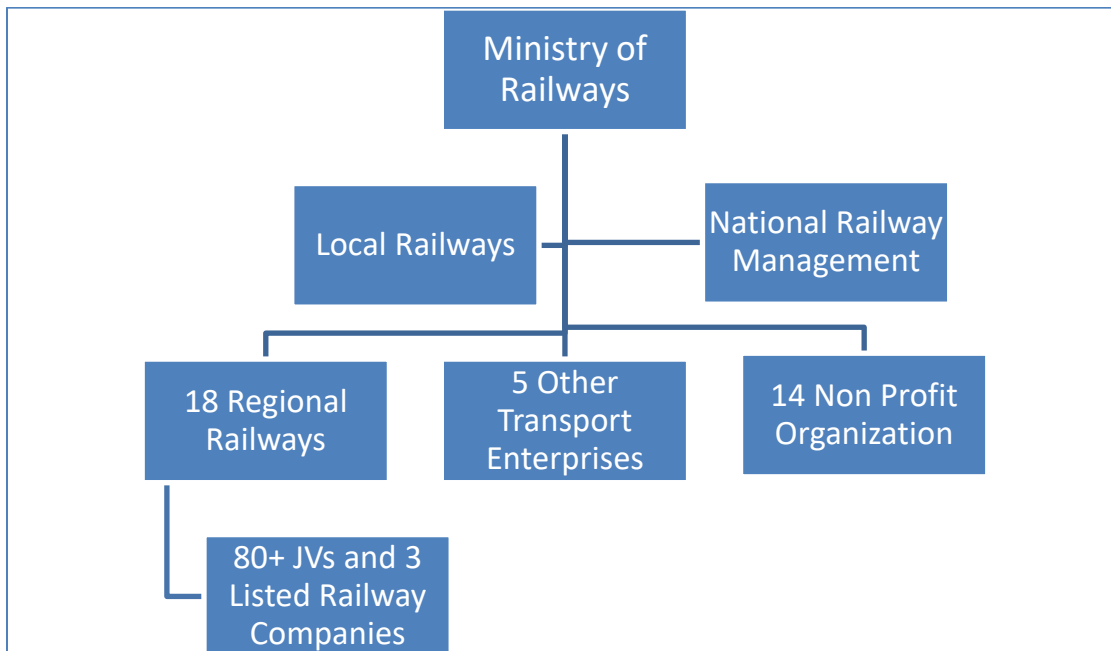 Ministry of
Railways
Local Railways
National Railway
Management
18 Regional
Railways
5 Other
Transport
Enterprises
14 Non Profit
Organization
80+ JVs and 3
Listed Railway
Companies